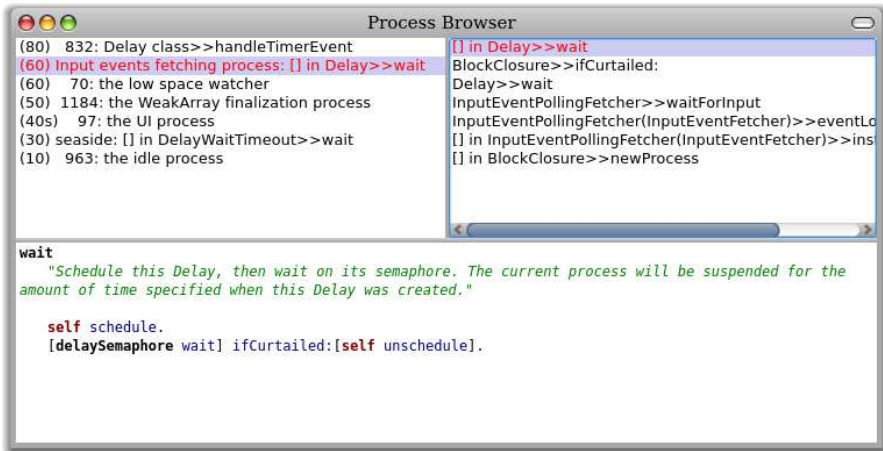 Process Browser
(80) 832: Delay class>>handleTimerEvent
(60) Input events fetching process: [] in Delay>>wait
(60) 70: the low space watcher
(50) 1184: the WeakArray finalization process
(40s) 97: the UI process
(30) seaside: [] in DelayWaitTimeout>>wait
(10) 963: the idle process
[] in Delay>>wait
BlockClosure>>ifCurtailed:
Delay>>wait
InputEventPollingFetcher>>waitForInput
InputEventPollingFetcher(InputEventFetcher)>>eventLo
[] in InputEventPollingFetcher(InputEventFetcher)>>ins
[] in BlockClosure>>newProcess
wait
"Schedule this Delay, then wait on its semaphore. The current process will be suspended for the
amount of time specified when this Delay was created."
self schedule.
[delaySemaphore wait] ifCurtailed:[self unschedule].